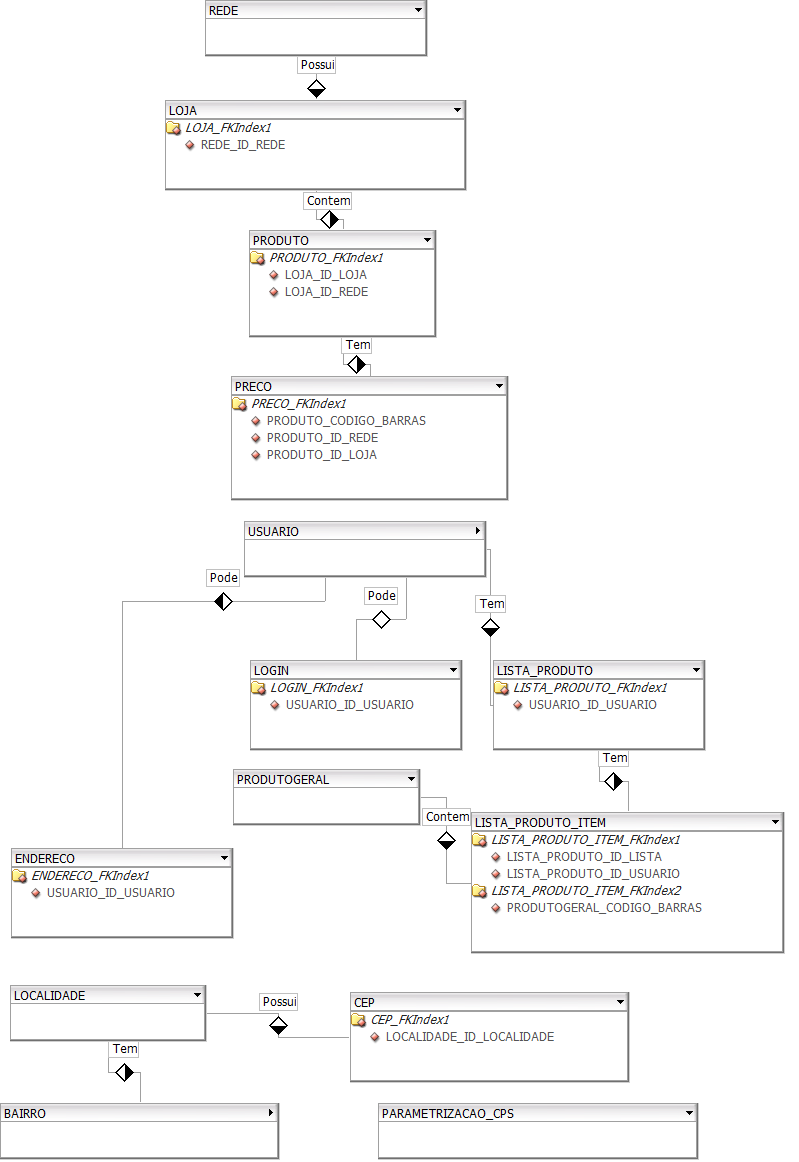 REDE
Possui
LOJA
LOJA_FKIndex1
REDE_ID_REDE
Contem
PRODUTO
PRODUTO_FKIndex1
LOJA_ID_LOJA
LOJA_ID_REDE
Tem
PRECO
PRECO_FKIndex1
PRODUTO_CODIGO_BARRAS
PRODUTO_ID_REDE
PRODUTO_ID_LOJA
USUARIO
Pode
Pode
Tem
LOGIN
LOGIN_FKIndex1
USUARIO_ID_USUARIO
LISTA_PRODUTO
LISTA_PRODUTO_FKIndex1
USUARIO_ID_USUARIO
Tem
PRODUTOGERAL
Contem
LISTA_PRODUTO_ITEM
LISTA_PRODUTO_ITEM_FKIndex1
LISTA_PRODUTO_ID_LISTA
LISTA_PRODUTO_ID_USUARIO
LISTA_PRODUTO_ITEM_FKIndex2
PRODUTOGERAL_CODIGO_BARRAS
ENDERECO
ENDERECO_FKIndex1
USUARIO_ID_USUARIO
LOCALIDADE
Possui
CEP
CEP_FKIndex1
LOCALIDADE_ID_LOCALIDADE
Tem
BAIRRO
PARAMETRIZACAO_CPS